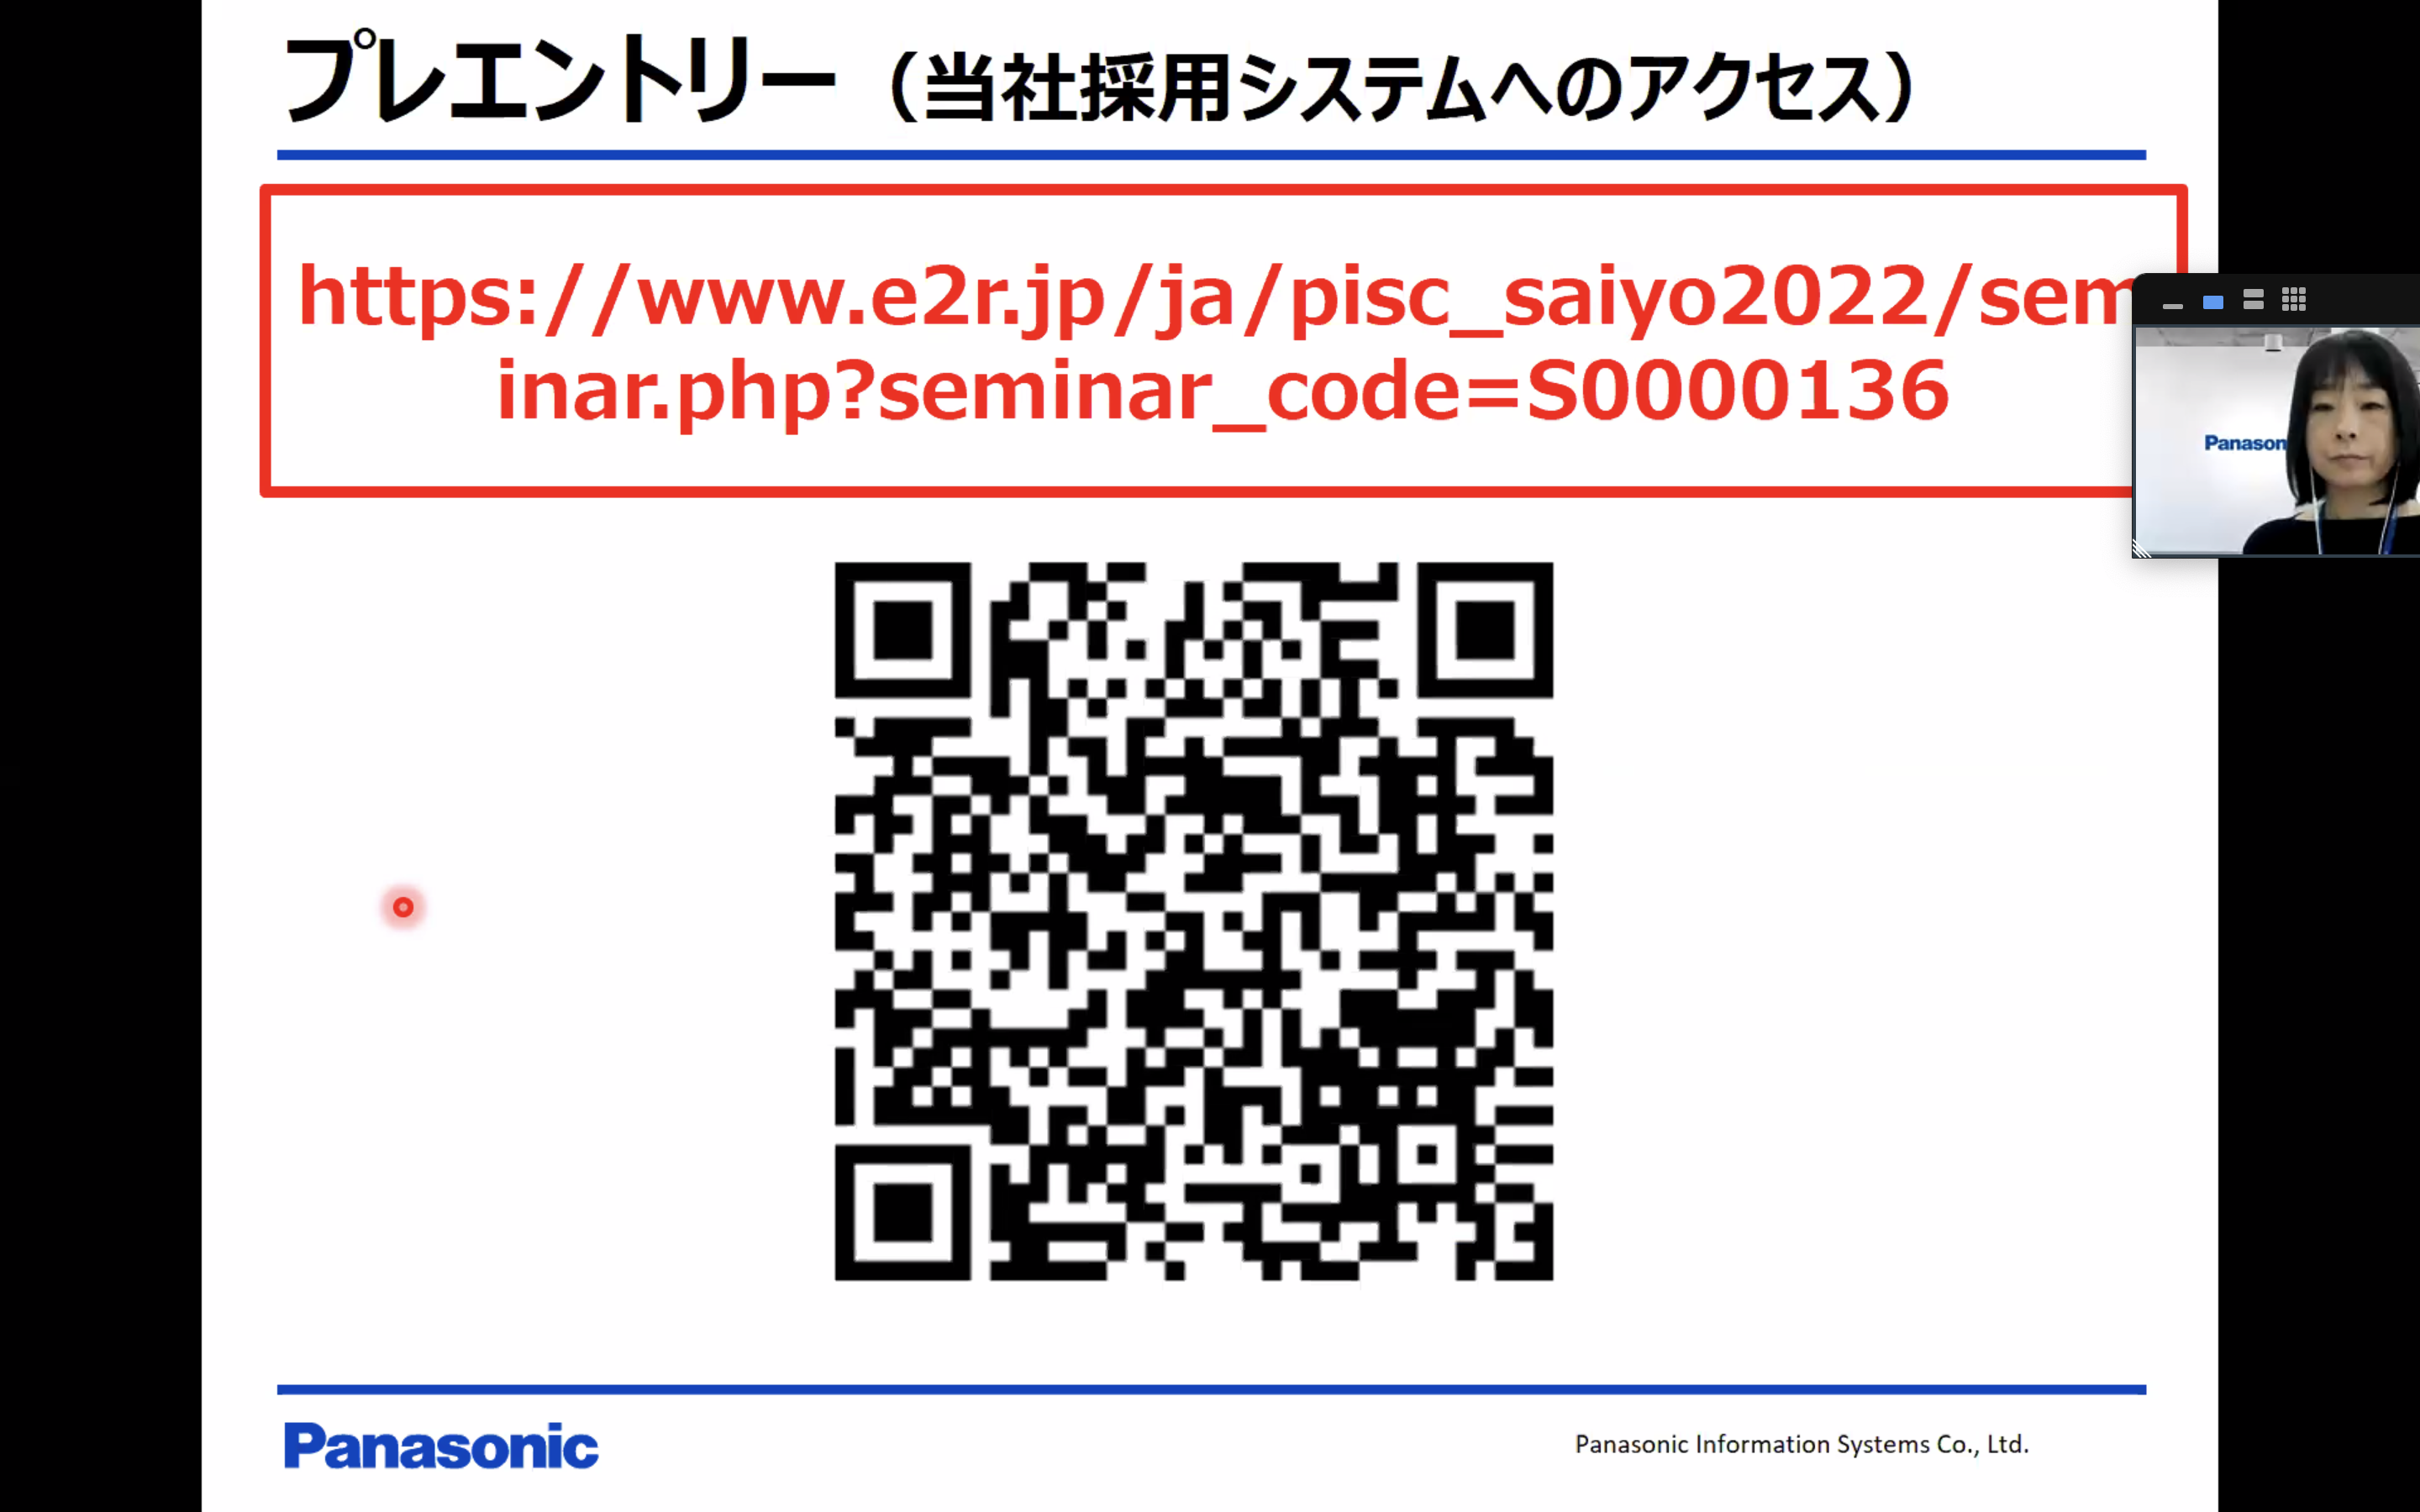 プレエントリー（当社採用システムへのアクセス）
https://www.e2r.jp/ja/pisc_saiyo2022/sem
inar.php?seminar_code=S0000136
Panason
Panasonic
Panasonic Information Systems Co., Ltd.